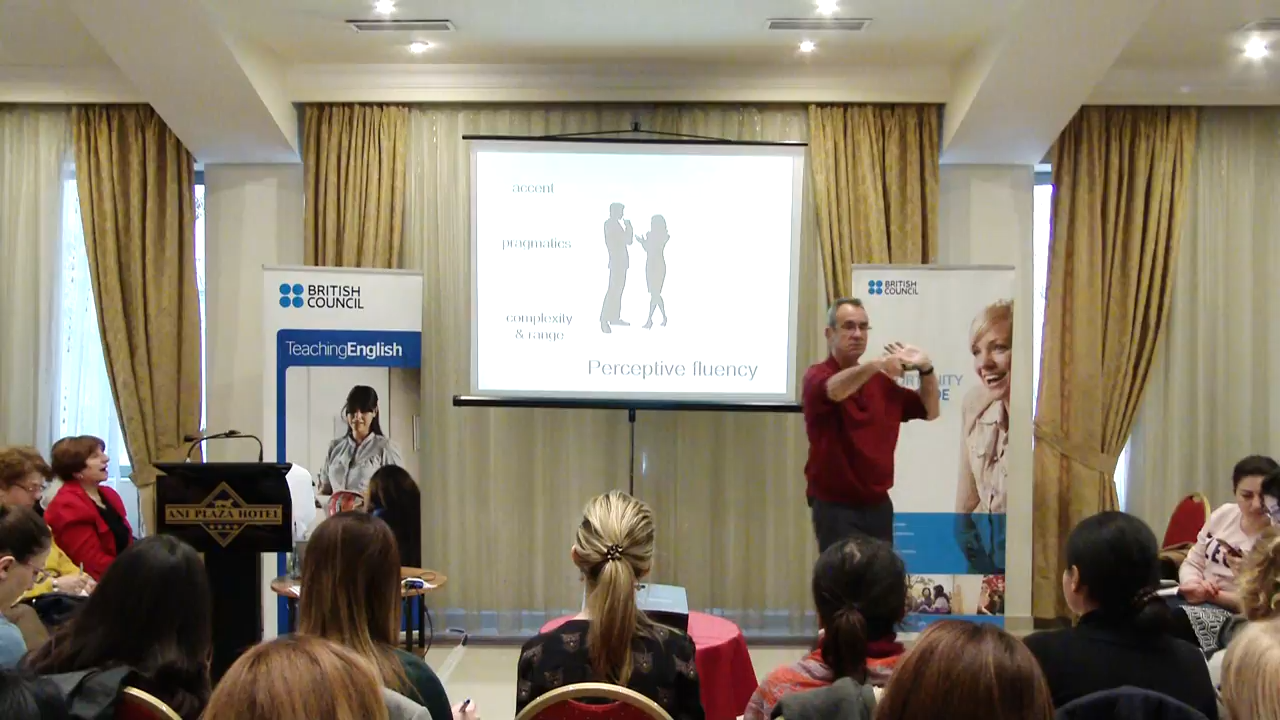 accent
pragmatics
complexity
& range
Perceptive fluency
BRITISH
COUNCIL
TeachingEnglish
BRITISH
COUNCIL
ANI PLAZA HOTEL